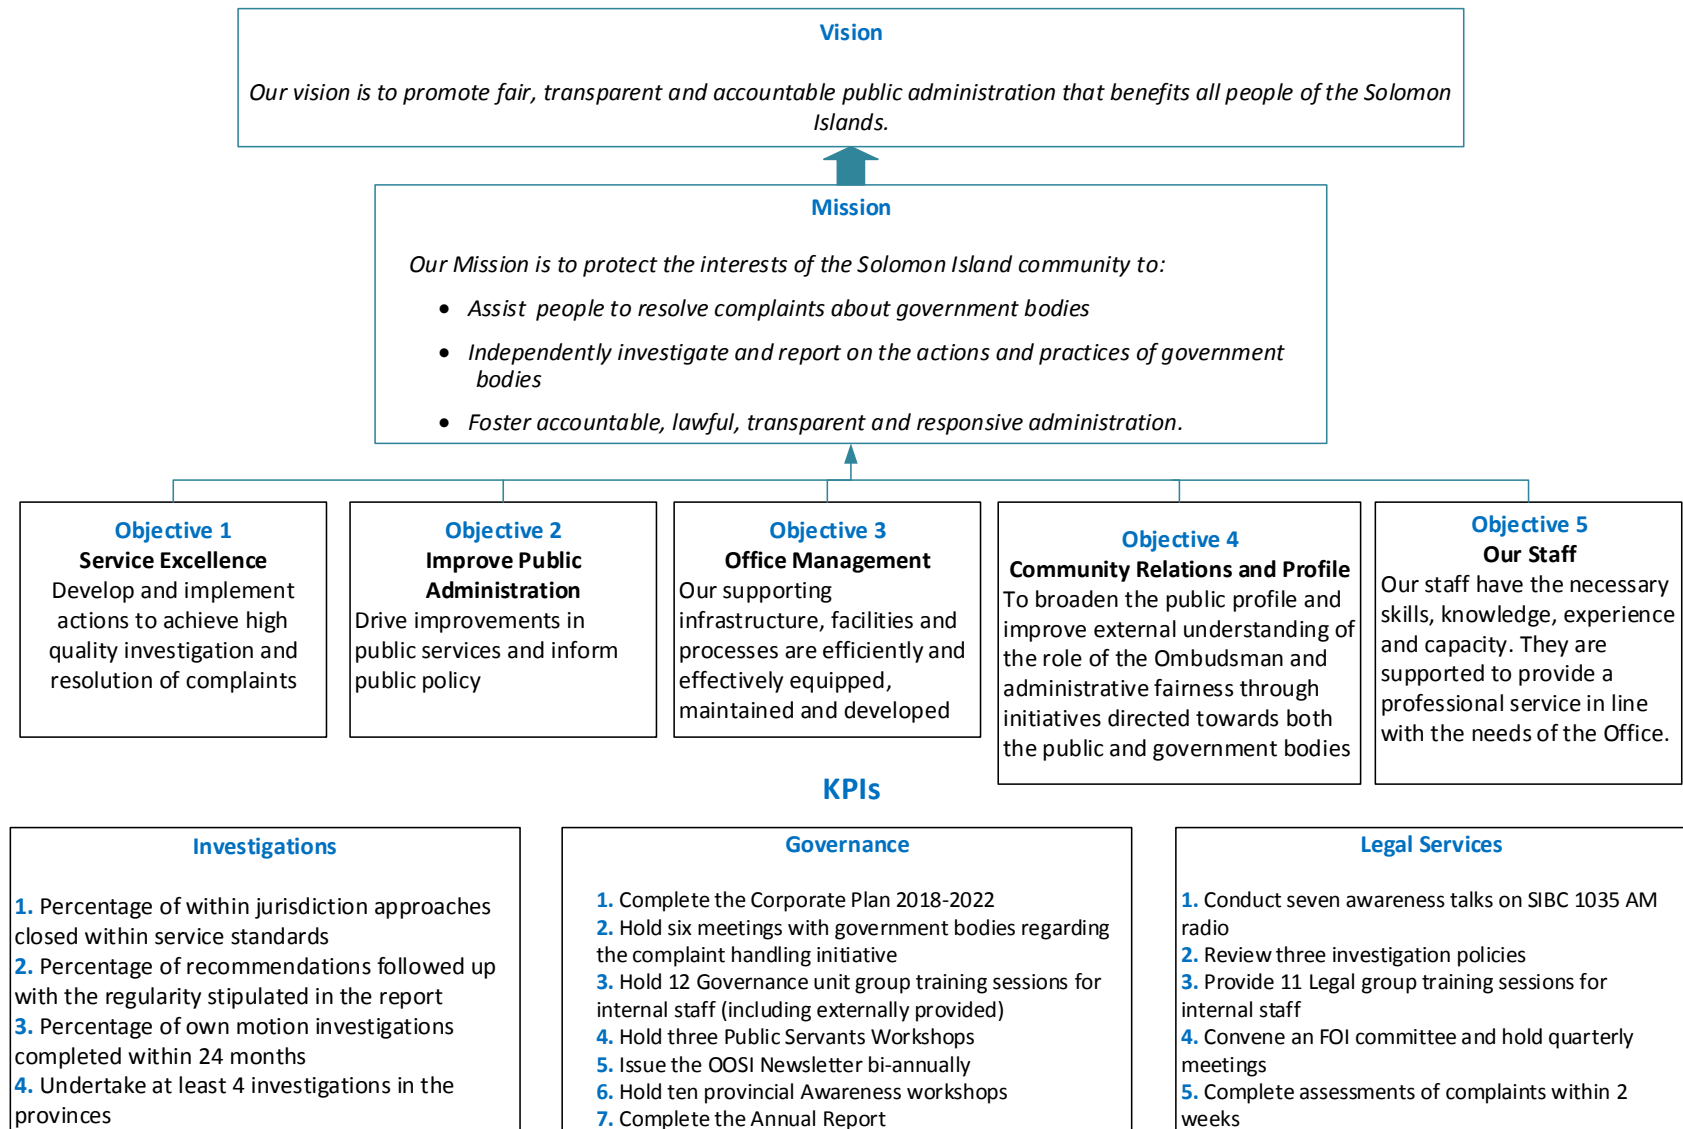 Vision
Our vision is to promote fair, transparent and accountable public administration that benefits all people of the Solomon
Islands.
Mission
Our Mission is to protect the interests of the Solomon Island community to:
• Assist people to resolve complaints about government bodies
• Independently investigate and report on the actions and practices of government
bodies
• Foster accountable, lawful, transparent and responsive administration.
Objective 1
Service Excellence
Develop and implement
actions to achieve high
quality investigation and
resolution of complaints
Objective 2
Improve Public
Administration
Drive improvements in
public services and inform
public policy
Objective 3
Office Management
Our supporting
infrastructure, facilities and
processes are efficiently and
effectively equipped,
maintained and developed
Objective 4
Community Relations and Profile
To broaden the public profile and
improve external understanding of
the role of the Ombudsman and
administrative fairness through
initiatives directed towards both
the public and government bodies
Objective 5
Our Staff
Our staff have the necessary
skills, knowledge, experience
and capacity. They are
supported to provide a
professional service in line
with the needs of the Office.
KPIs
Investigations
1. Percentage of within jurisdiction approaches
closed within service standards
2. Percentage of recommendations followed up
with the regularity stipulated in the report
3. Percentage of own motion investigations
completed within 24 months
4. Undertake at least 4 investigations in the
provinces
Governance
1. Complete the Corporate Plan 2018-2022
2. Hold six meetings with government bodies regarding
the complaint handling initiative
3. Hold 12 Governance unit group training sessions for
internal staff (including externally provided)
4. Hold three Public Servants Workshops
5. Issue the OOSI Newsletter bi-annually
6. Hold ten provincial Awareness workshops
7. Complete the Annual Report
Legal Services
1. Conduct seven awareness talks on SIBC 1035 AM
radio
2. Review three investigation policies
3. Provide 11 Legal group training sessions for
internal staff
4. Convene an FOI committee and hold quarterly
meetings
5. Complete assessments of complaints within 2
weeks